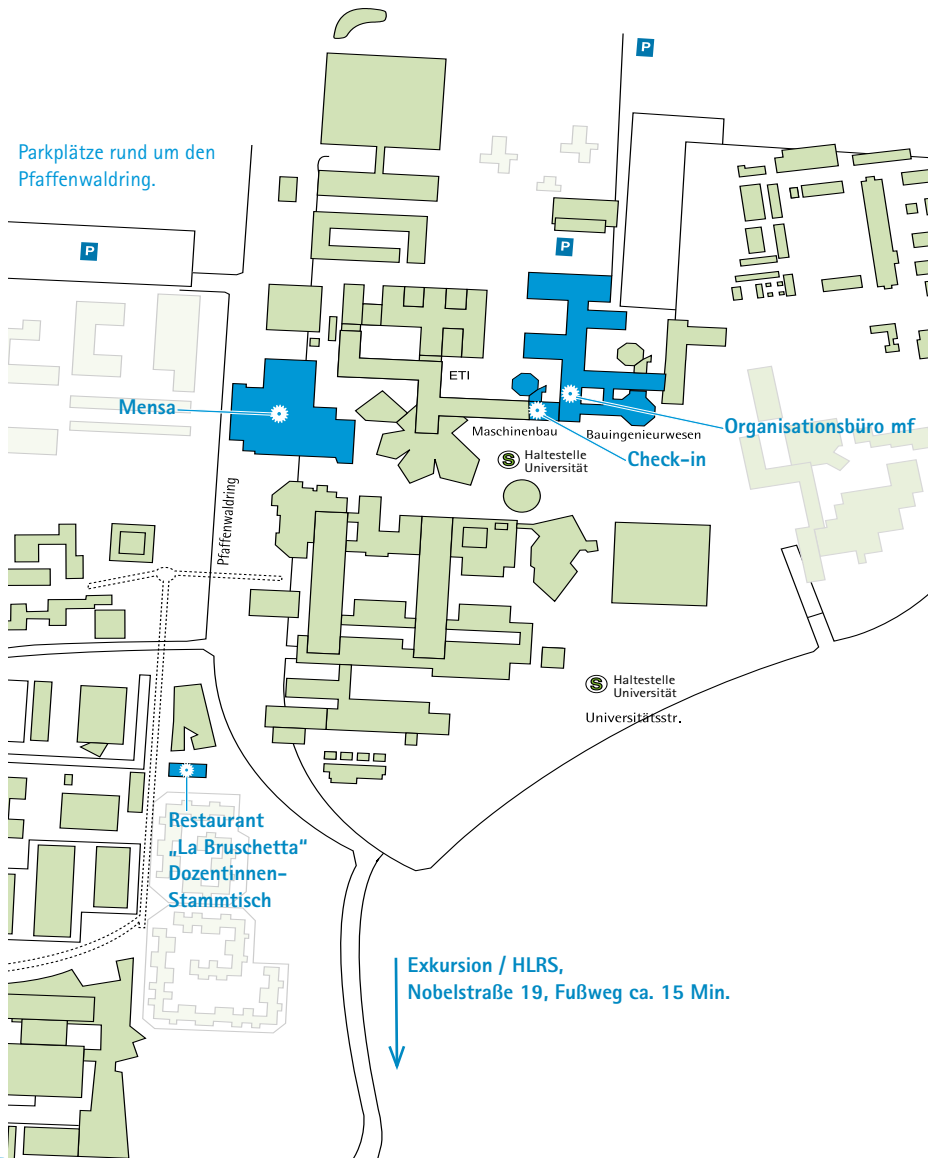 P
Parkplätze rund um den
Pfaffenwaldring.
P
P
ETI
Mensa
Maschinenbau
Bauingenieurwesen
Organisationsbüro mf
Check-in
S Haltestelle
Universität
Pfaffenwaldring
S Haltestelle
Universität
Universitätsstr.
Restaurant
„La Bruschetta“
Dozentinnen-
Stammtisch
Exkursion / HLRS,
Nobelstraße 19, Fußweg ca. 15 Min.